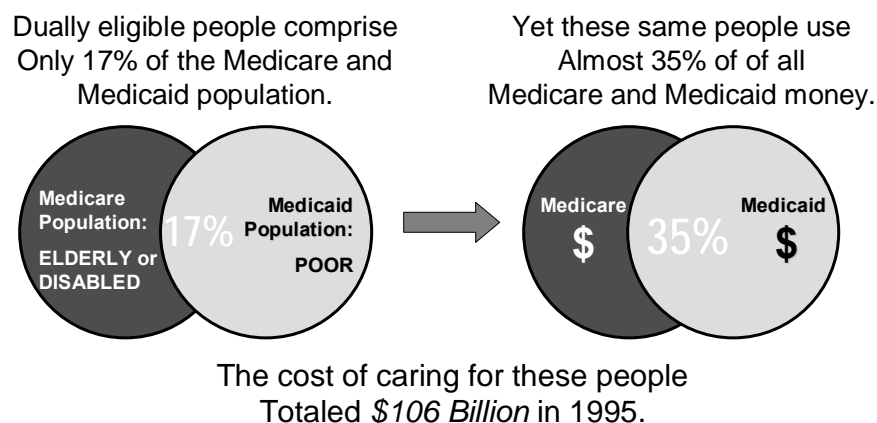 Dually eligible people comprise
Only 17% of the Medicare and
Medicaid population.
Yet these same people use
Almost 35% of of all
Medicare and Medicaid money.
Medicare
Population:
ELDERLY or
DISABLED
17%
Medicaid
Population:
POOR
Medicare
$
35%
Medicaid
$
The cost of caring for these people
Totaled $106 Billion in 1995.